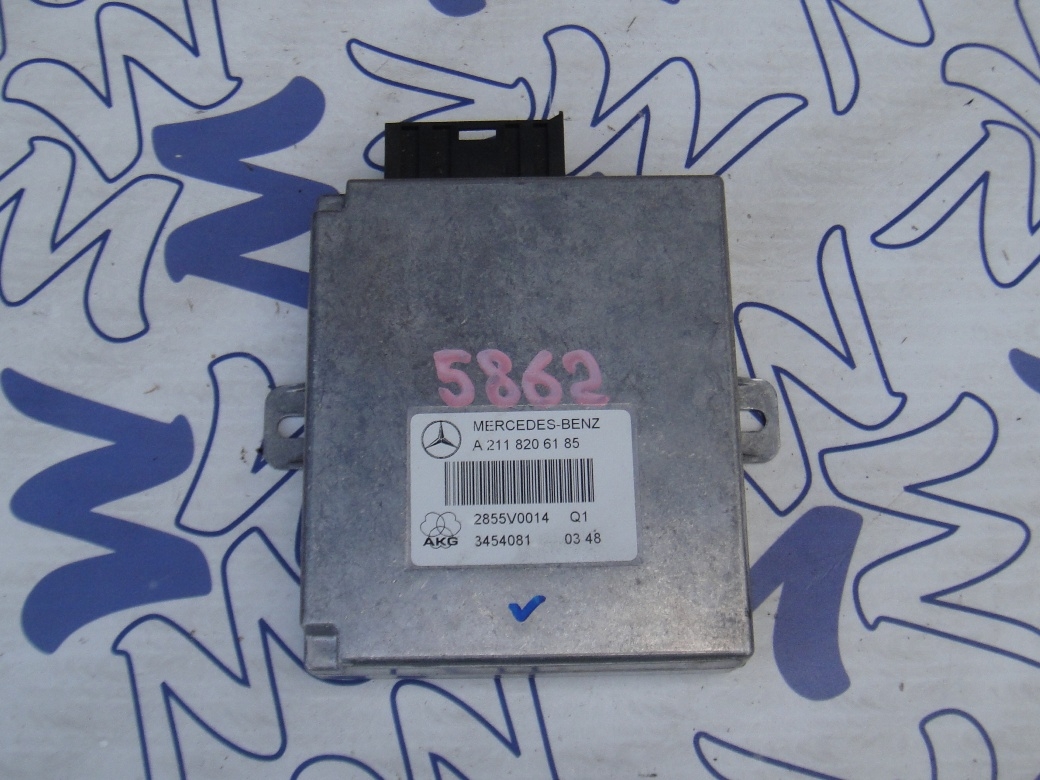 5862
MERCEDES-BENZ
A 211 820 61 85
2855V0014 Q1
AKG 3454081 03 48